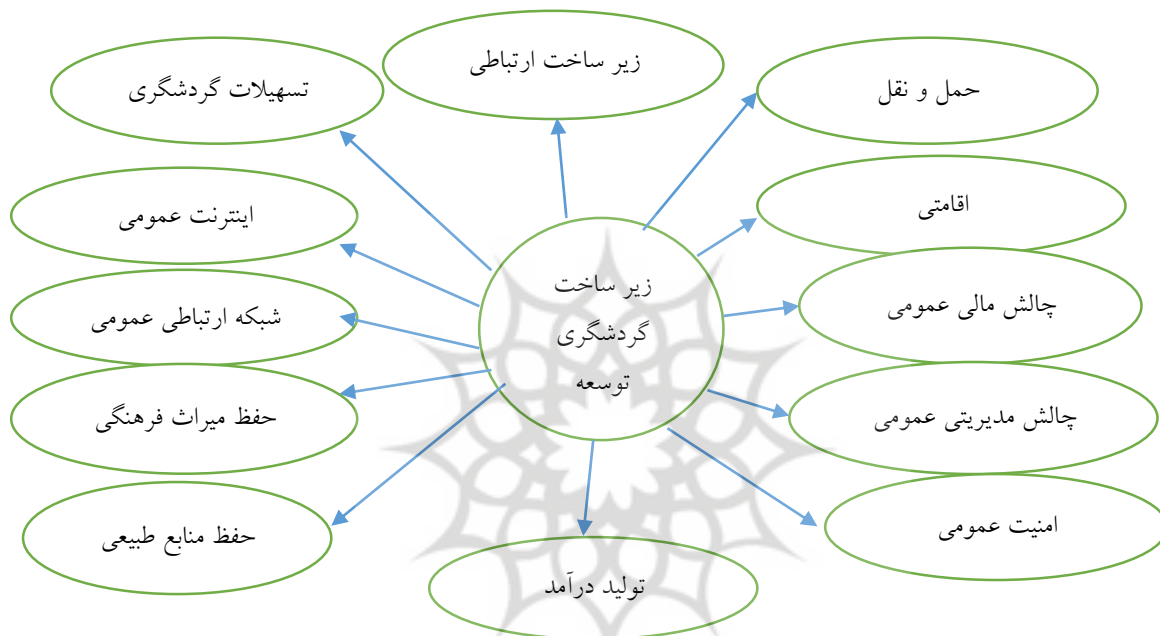 زیر ساخت ارتباطی
حمل و نقل
تسهیلات گردشگری
اقامتی
اینترنت عمومی
زیر ساخت
گردشگری
توسعه
چالش مالی عمومی
شبکه ارتباطی عمومی
چالش مدیریتی عمومی
حفظ میراث فرهنگی
امنیت عمومی
حفظ منابع طبیعی
تولید درآمد